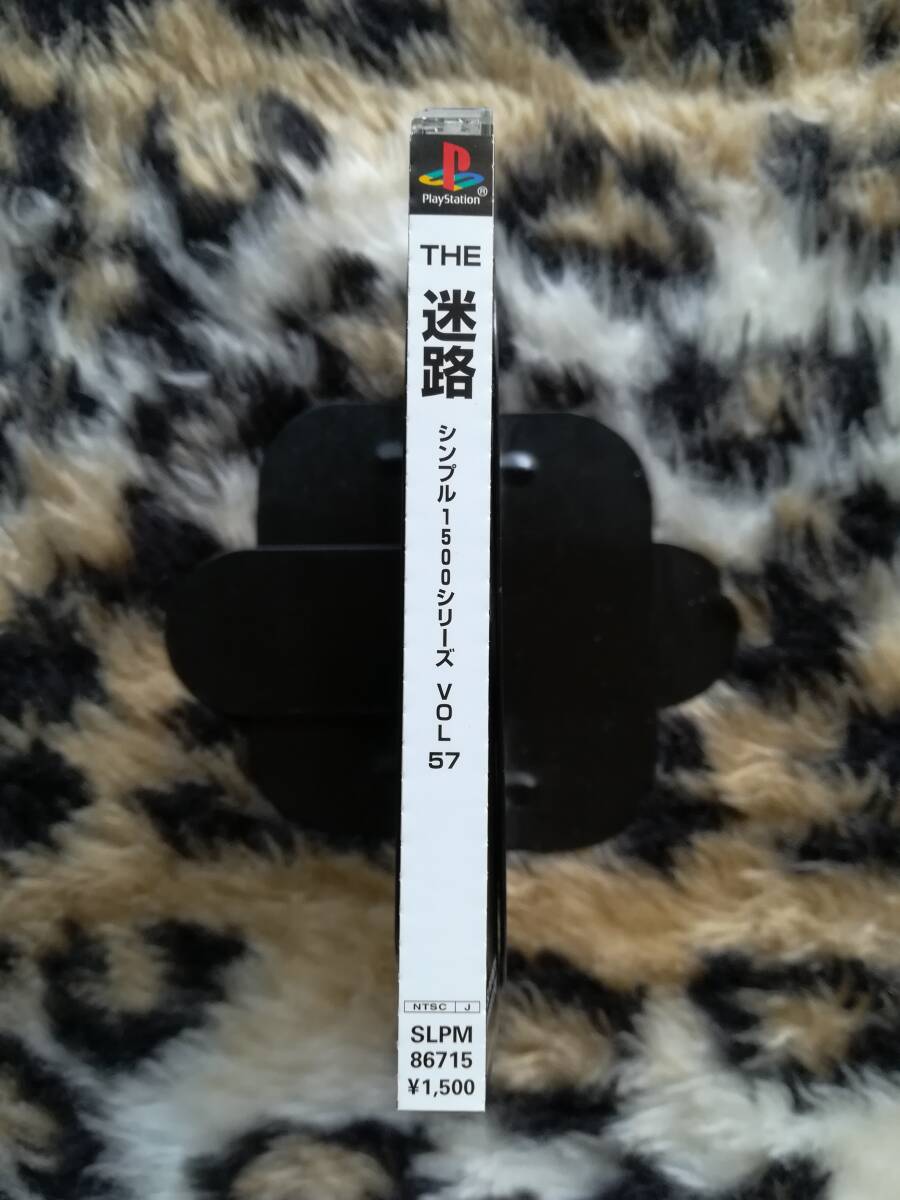 PlayStation®
THE
迷路
シンプル1500シリーズ VOL 57
NTSC J
SLPM
86715
¥1,500